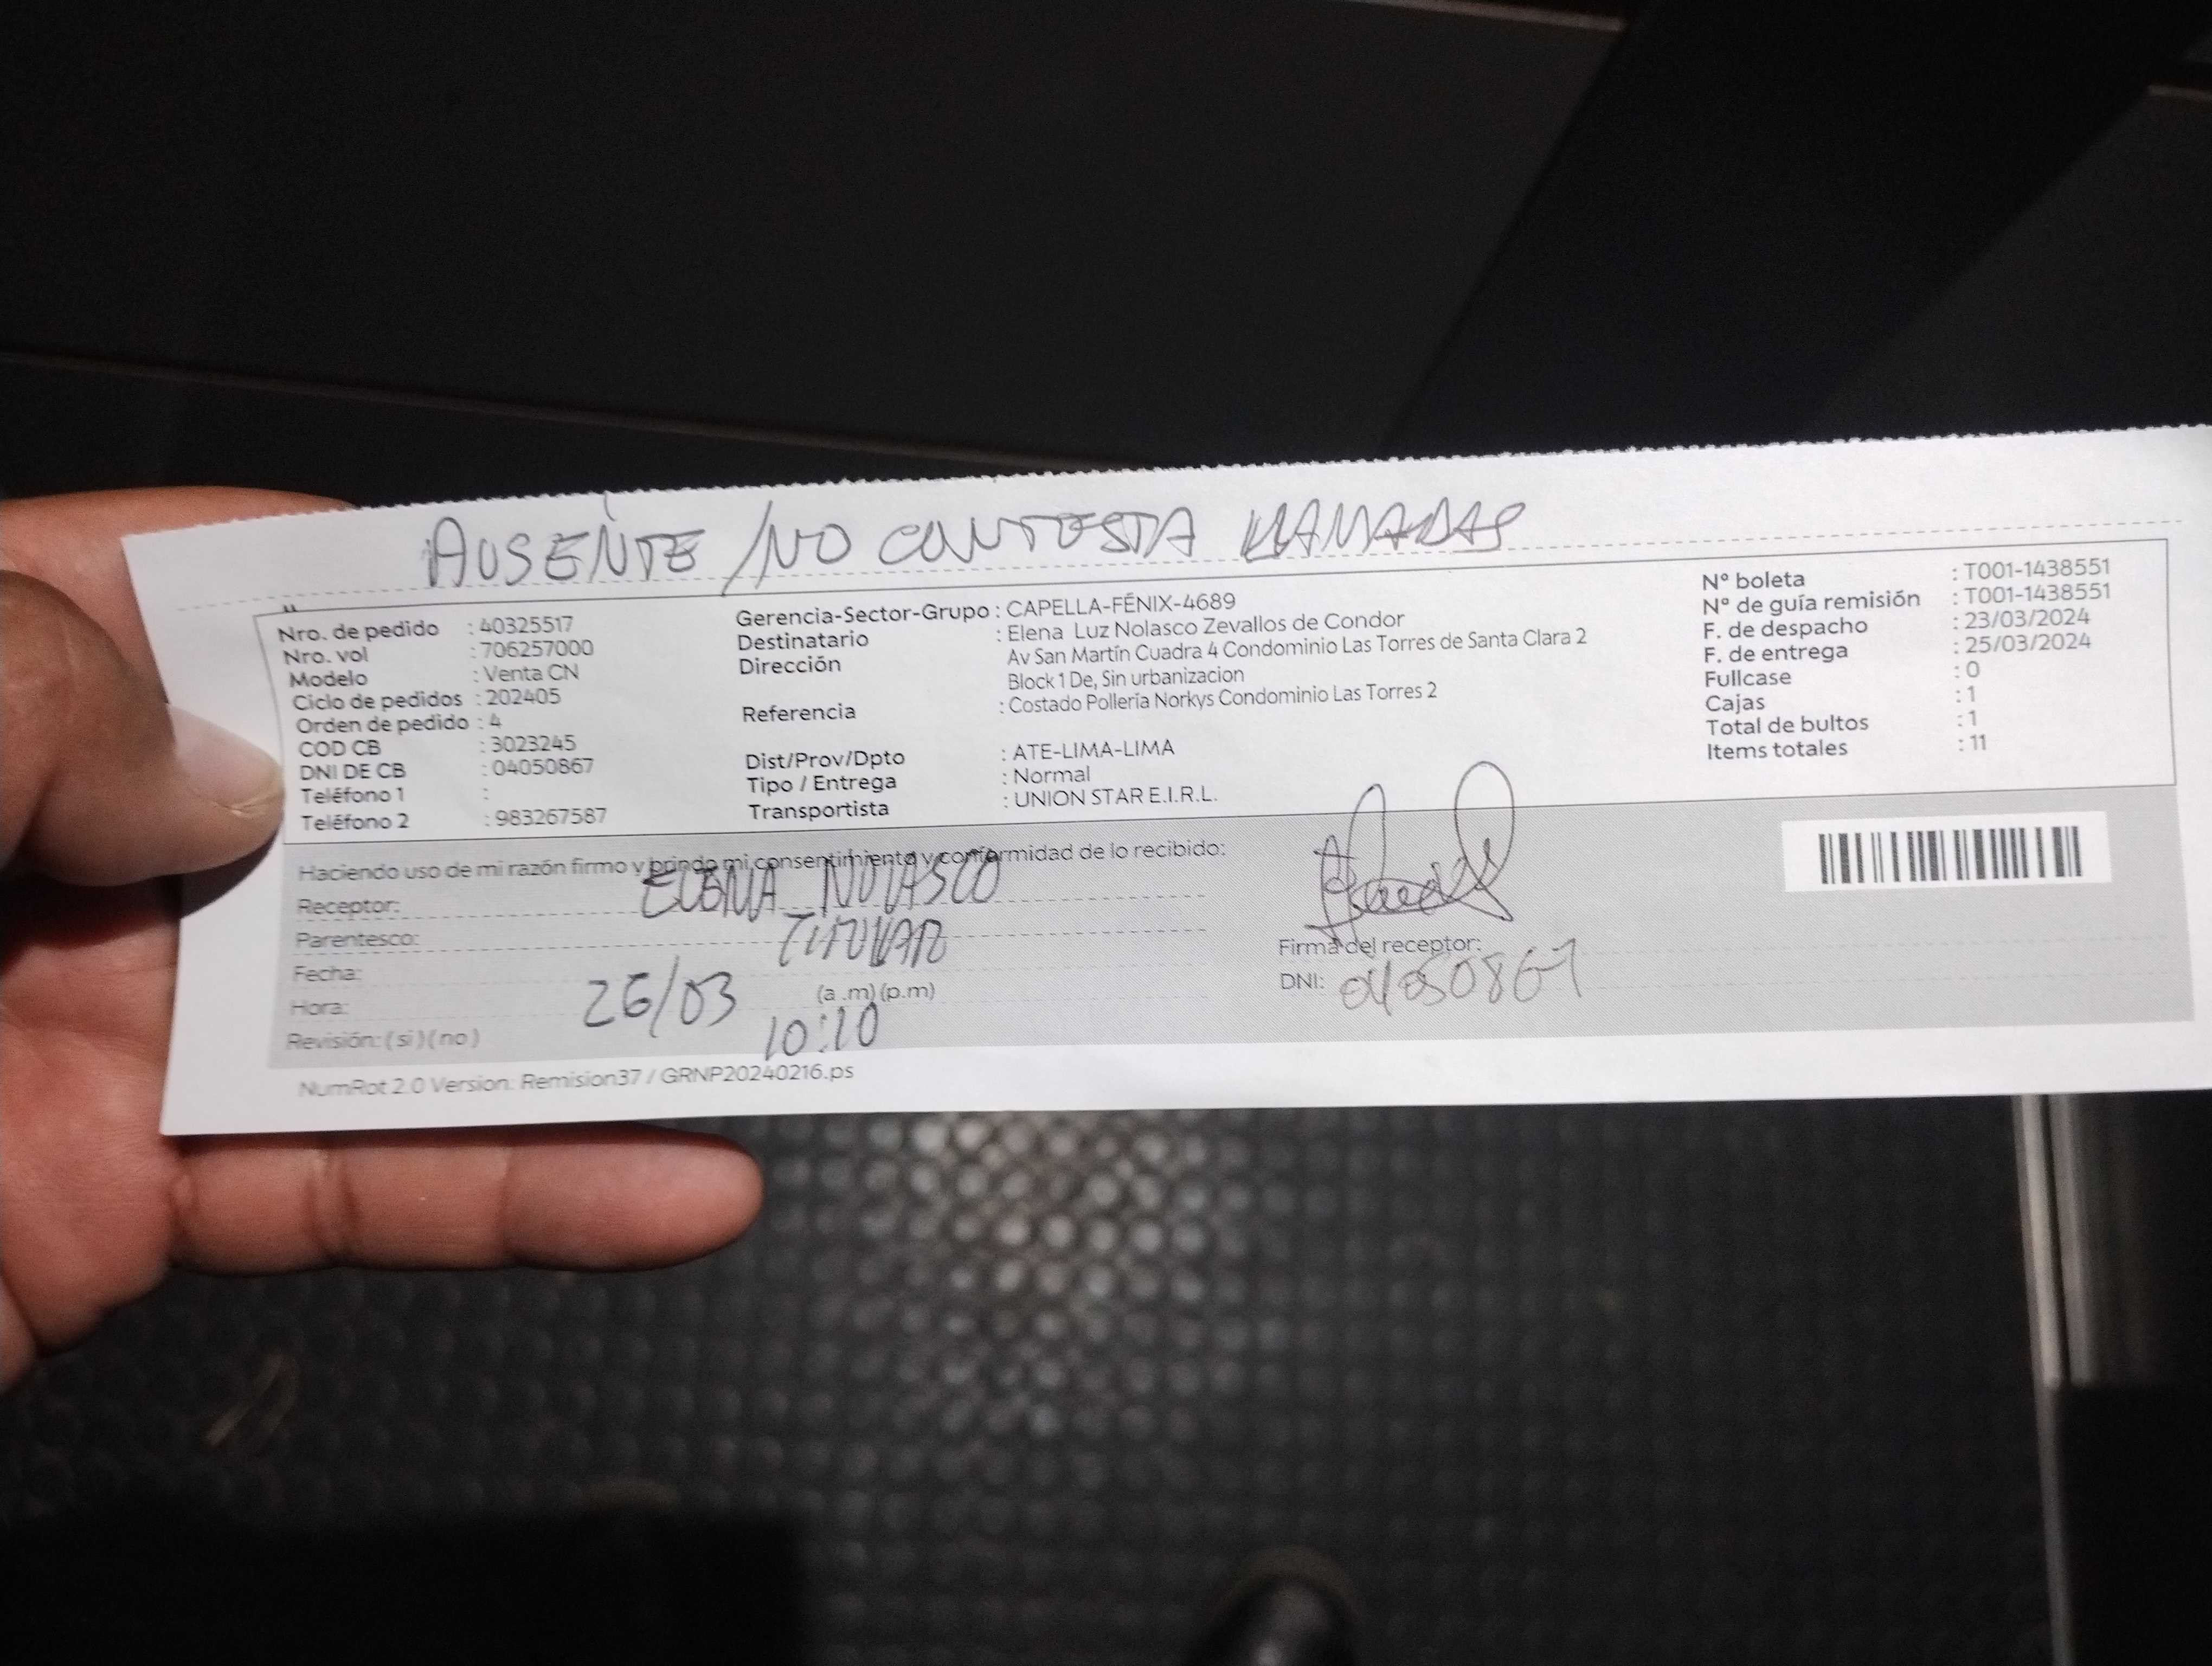 AUSENTE / NO CONTESTA LLAMADAS
Nro. de pedido : 40325517
Nro. vol : 706257000
Modelo : Venta CN
Ciclo de pedidos : 202405
Orden de pedido : 4
COD CB : 3023245
DNI DE CB : 04050867
Teléfono 1 :
Teléfono 2 : 983267587
Gerencia-Sector-Grupo : CAPELLA-FÉNIX-4689
Destinatario : Elena Luz Nolasco Zevallos de Condor
Dirección Av San Martín Cuadra 4 Condominio Las Torres de Santa Clara 2
Block 1 De, Sin urbanizacion
Referencia : Costado Pollería Norkys Condominio Las Torres 2
Dist/Prov/Dpto : ATE-LIMA-LIMA
Tipo / Entrega : Normal
Transportista : UNION STAR E.I.R.L.
N° boleta : T001-1438551
N° de guía remisión : T001-1438551
F. de despacho : 23/03/2024
F. de entrega : 25/03/2024
Fullcase : 0
Cajas : 1
Total de bultos : 1
Items totales : 11
Haciendo uso de mi razón firmo y brindo mi consentimiento y conformidad de lo recibido:
Receptor: ELENA NOLASCO
Parentesco: TITULAR
Fecha: 26/03
Hora: 10:10 (a .m) (p.m)
Revisión: ( si ) ( no )
Firma del receptor:
DNI: 04050867
NumRot 2.0 Version: Remision37 / GRNP20240216.ps